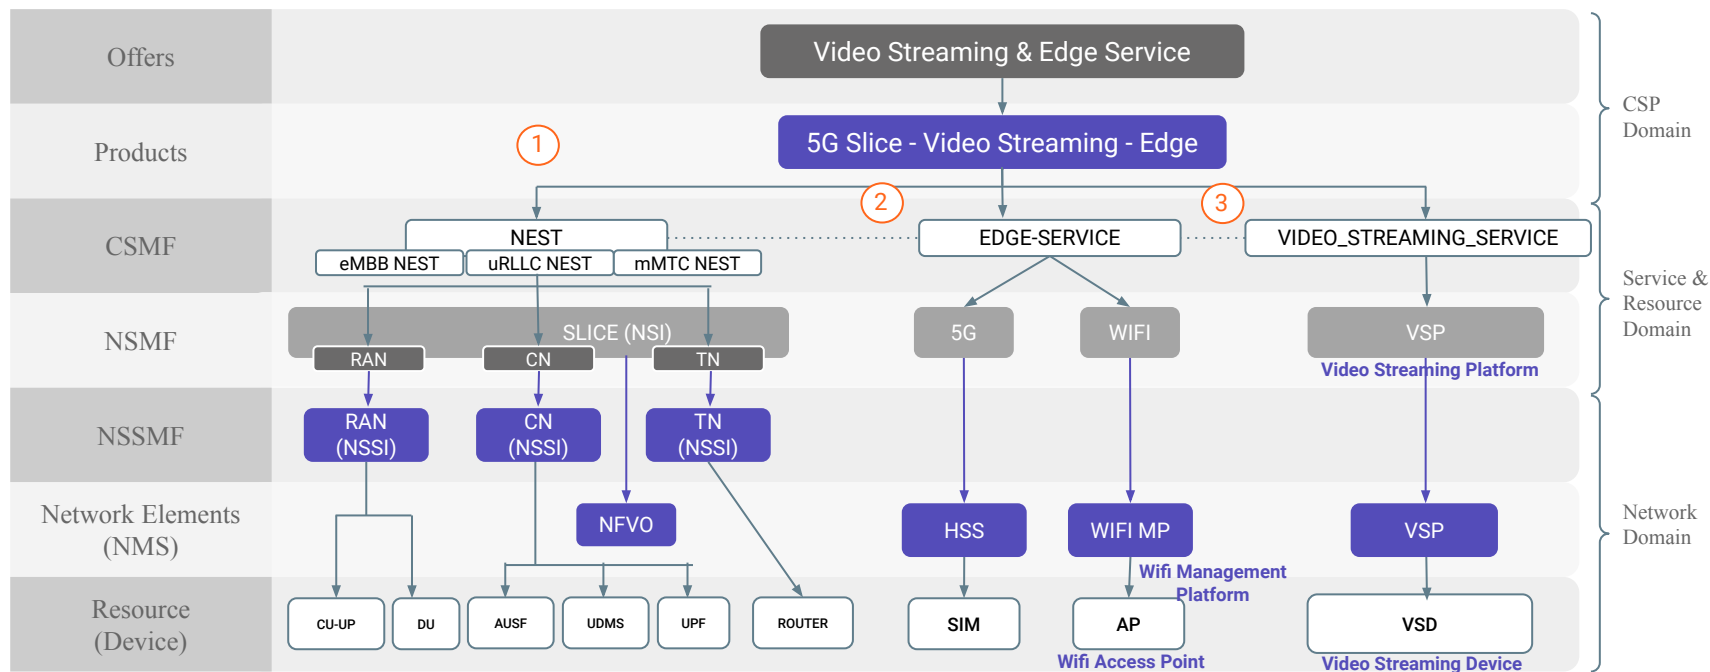 Offers
Video Streaming & Edge Service
CSP
Domain
Products
1
5G Slice - Video Streaming - Edge
2
3
CSMF
NEST
EDGE-SERVICE
VIDEO_STREAMING_SERVICE
eMBB NEST
uRLLC NEST
mMTC NEST
Service &
Resource
Domain
NSMF
SLICE (NSI)
RAN
CN
TN
5G
WIFI
VSP
Video Streaming Platform
NSSMF
RAN
(NSSI)
CN
(NSSI)
TN
(NSSI)
Network Elements
(NMS)
NFVO
HSS
WIFI MP
Wifi Management
Platform
VSP
Network
Domain
Resource
(Device)
CU-UP
DU
AUSF
UDMS
UPF
ROUTER
SIM
AP
Wifi Access Point
VSD
Video Streaming Device